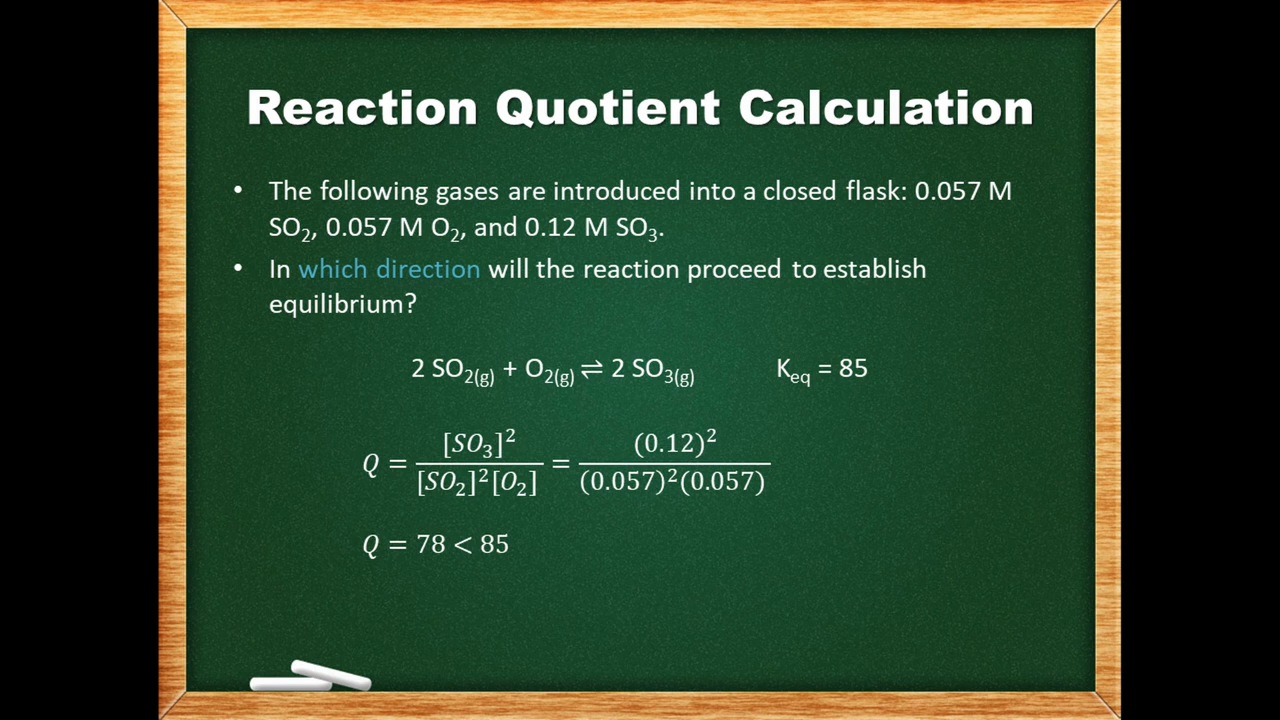 Reaction Quotient Calculation
• The following gases are introduced into a closed flask: 0.057 M
SO₂, 0.057 M O₂, and 0.12 M SO₃.
• In which direction will the reaction proceed to establish
equilibrium?
2 SO₂₍g₎ + O₂₍g₎ ⇌ 2 SO₃₍g₎ K_eq = 85
Q = [SO₃]² / [SO₂]²[O₂] = (0.12)² / (0.057)²(0.057)
Q = 78 < 85